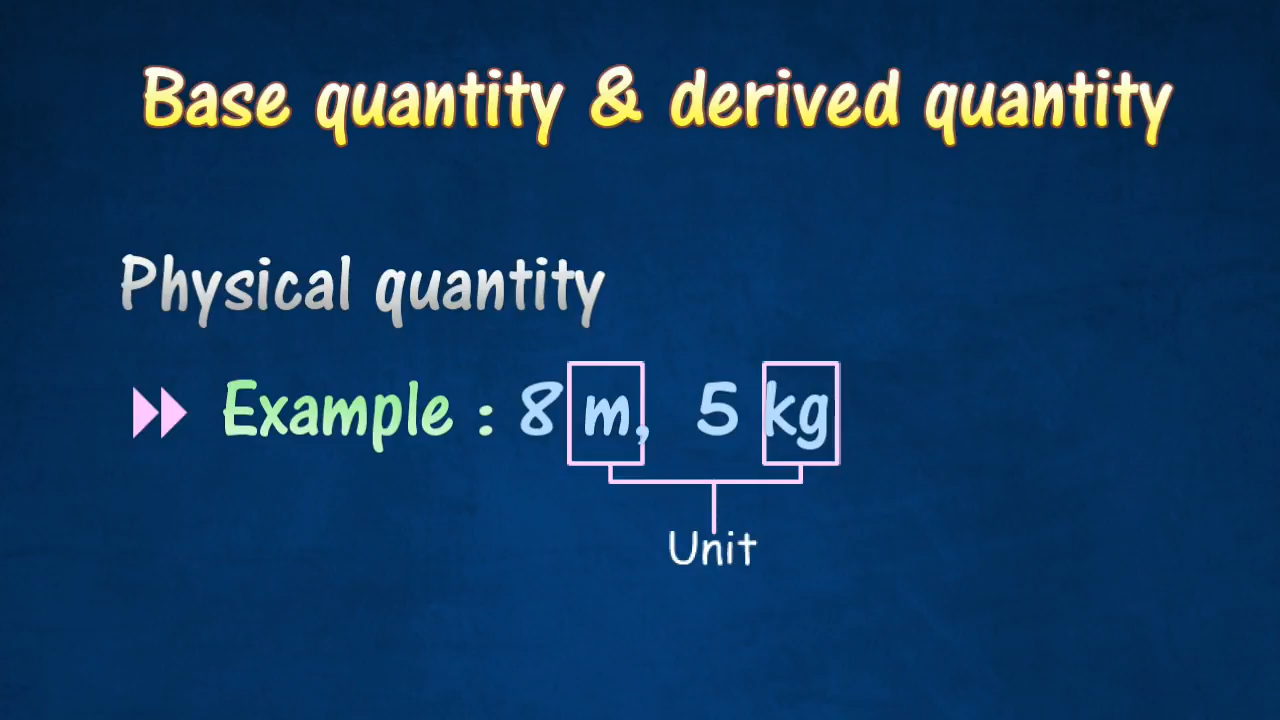 Base quantity & derived quantity
Physical quantity
Example : 8 m, 5 kg
Unit